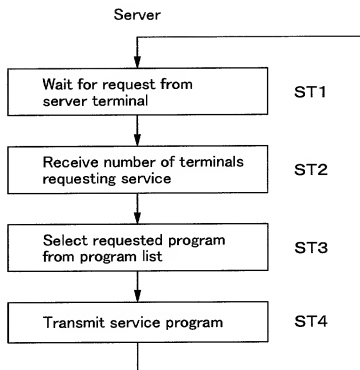 Server
Wait for request from
server terminal
ST1
Receive number of terminals
requesting service
ST2
Select requested program
from program list
ST3
Transmit service program
ST4